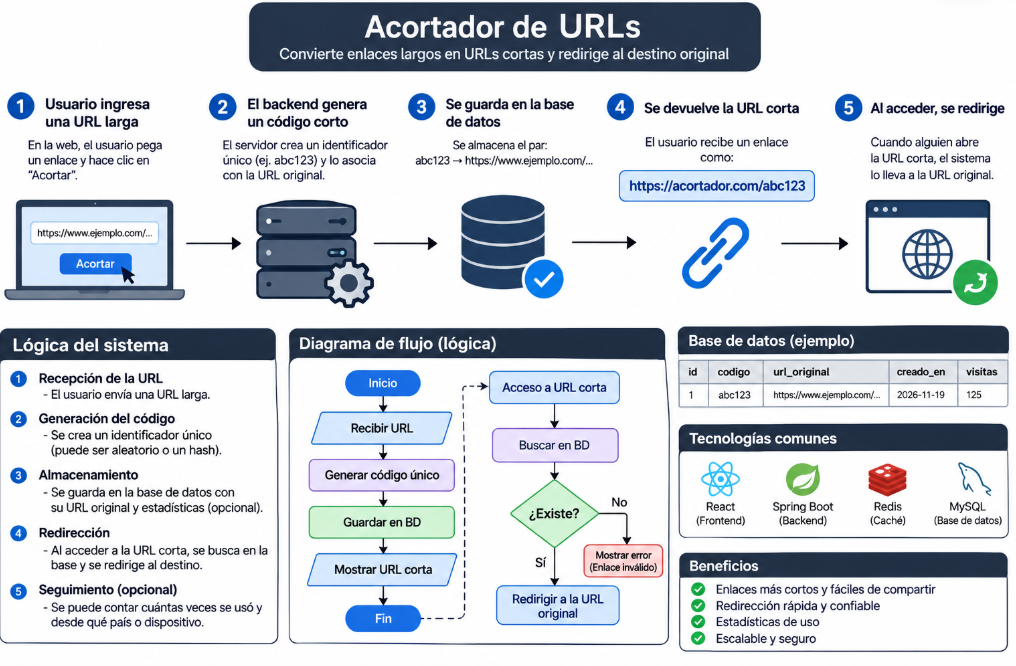 Acortador de URLs
Convierte enlaces largos en URLs cortas y redirige al destino original
1
Usuario ingresa
una URL larga
En la web, el usuario pega
un enlace y hace clic en
“Acortar”.
https://www.ejemplo.com/...
Acortar
2
El backend genera
un código corto
El servidor crea un identificador
único (ej. abc123) y lo asocia
con la URL original.
3
Se guarda en la base
de datos
Se almacena el par:
abc123 → https://www.ejemplo.com/...
4
Se devuelve la URL corta
El usuario recibe un enlace
como:
https://acortador.com/abc123
5
Al acceder, se redirige
Cuando alguien abre
la URL corta, el sistema
lo lleva a la URL original.
Lógica del sistema
1 Recepción de la URL
- El usuario envía una URL larga.
2 Generación del código
- Se crea un identificador único
(puede ser aleatorio o un hash).
3 Almacenamiento
- Se guarda en la base de datos con
su URL original y estadísticas (opcional).
4 Redirección
- Al acceder a la URL corta, se busca en la
base y se redirige al destino.
5 Seguimiento (opcional)
- Se puede contar cuántas veces se usó y
desde qué país o dispositivo.
Diagrama de flujo (lógica)
Inicio
Recibir URL
Generar código único
Guardar en BD
Mostrar URL corta
Fin
Acceso a URL corta
Buscar en BD
¿Existe?
No
Mostrar error
(Enlace inválido)
Sí
Redirigir a la URL
original
Base de datos (ejemplo)
id codigo url_original creado_en visitas
1 abc123 https://www.ejemplo.com/... 2026-11-19 125
Tecnologías comunes
React
(Frontend)
Spring Boot
(Backend)
Redis
(Caché)
MySQL
(Base de datos)
Beneficios
Enlaces más cortos y fáciles de compartir
Redirección rápida y confiable
Estadísticas de uso
Escalable y seguro